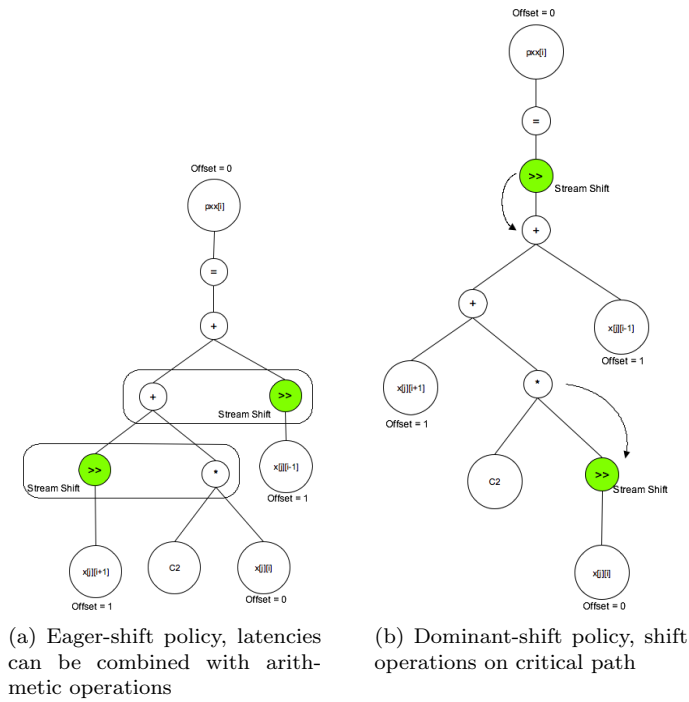 Offset = 0
pxx[i]
=
+
+
>>
Stream Shift
>>
Stream Shift
*
x[j][i-1]
Offset = 1
x[j][i+1]
Offset = 1
C2
x[j][i]
Offset = 0
(a) Eager-shift policy, latencies
can be combined with arith-
metic operations
Offset = 0
pxx[i]
=
>>
Stream Shift
+
+
x[j][i-1]
Offset = 1
x[j][i+1]
Offset = 1
*
C2
>>
Stream Shift
x[j][i]
Offset = 0
(b) Dominant-shift policy, shift
operations on critical path